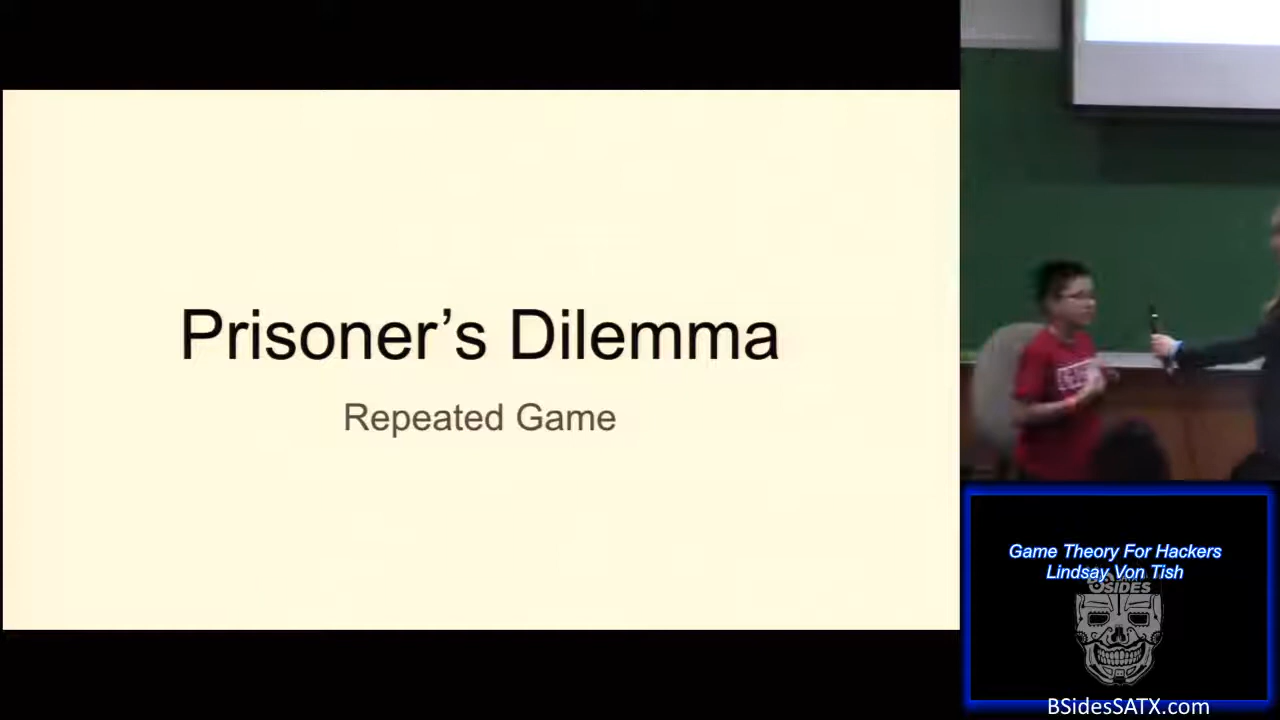 Prisoner’s Dilemma
Repeated Game
Game Theory For Hackers
Lindsay Von Tish
BSIDES
BSidesSATX.com